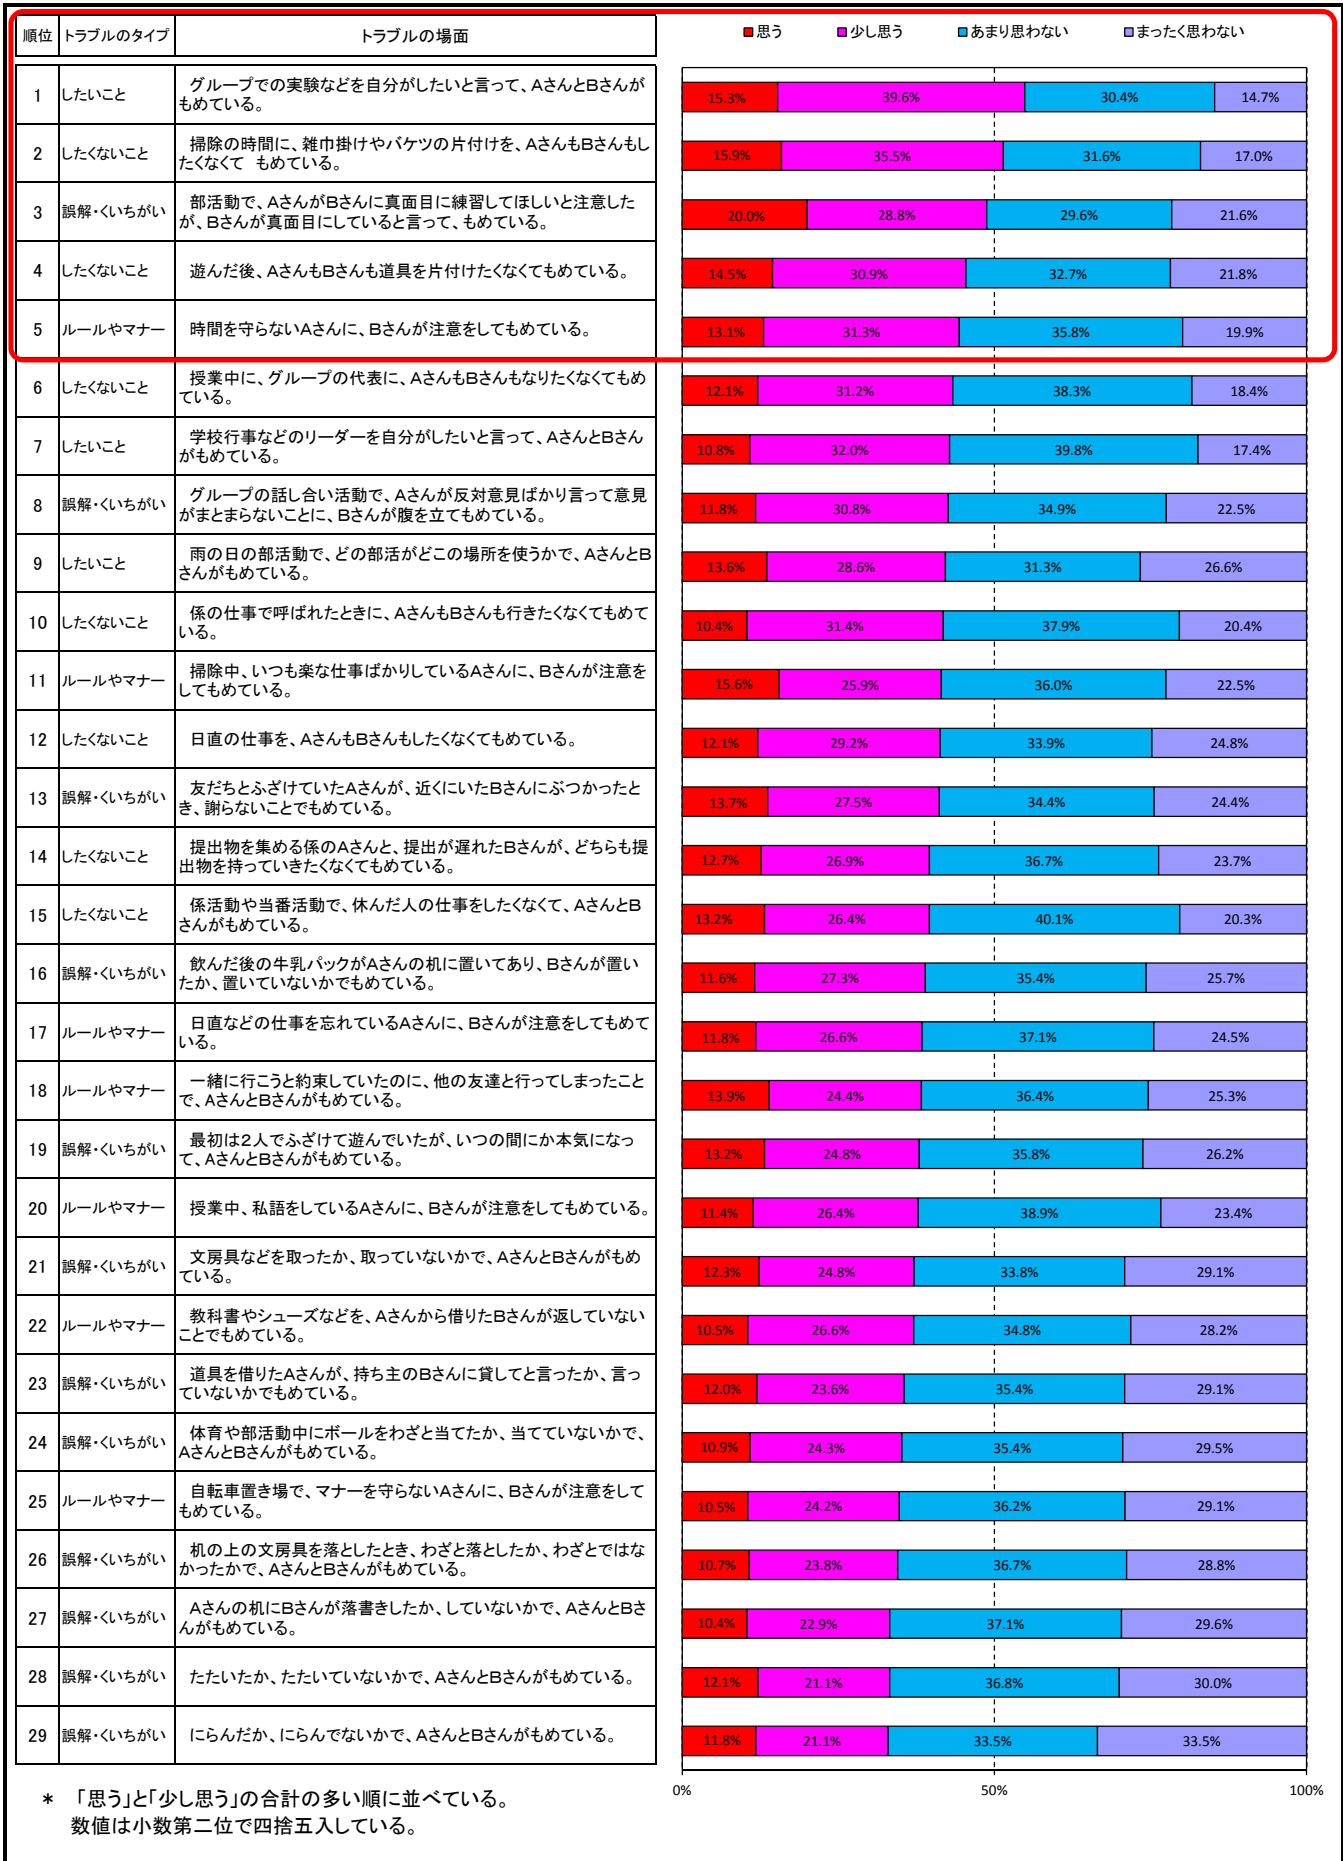 順位 トラブルのタイプ トラブルの場面 ■思う ■少し思う ■あまり思わない ■まったく思わない
1 したいこと グループでの実験などを自分がしたいと言って、AさんとBさんが
もめている。
15.3% 39.6% 30.4% 14.7%
2 したくないこと 掃除の時間に、雑巾掛けやバケツの片付けを、AさんもBさんもし
たくなくて もめている。
15.9% 35.5% 31.6% 17.0%
3 誤解・くいちがい 部活動で、AさんがBさんに真面目に練習してほしいと注意した
が、Bさんが真面目にしていると言って、もめている。
20.0% 28.8% 29.6% 21.6%
4 したくないこと 遊んだ後、AさんもBさんも道具を片付けたくなくてもめている。
14.5% 30.9% 32.7% 21.8%
5 ルールやマナー 時間を守らないAさんに、Bさんが注意をしてもめている。
13.1% 31.3% 35.8% 19.9%
6 したくないこと 授業中に、グループの代表に、AさんもBさんもなりたくなくてもめ
ている。
12.1% 31.2% 38.3% 18.4%
7 したいこと 学校行事などのリーダーを自分がしたいと言って、AさんとBさん
がもめている。
10.8% 32.0% 39.8% 17.4%
8 誤解・くいちがい グループの話し合い活動で、Aさんが反対意見ばかり言って意見
がまとまらないことに、Bさんが腹を立てもめている。
11.8% 30.8% 34.9% 22.5%
9 したいこと 雨の日の部活動で、どの部活がどこの場所を使うかで、AさんとB
さんがもめている。
13.6% 28.6% 31.3% 26.6%
10 したくないこと 係の仕事で呼ばれたときに、AさんもBさんも行きたくなくてもめて
いる。
10.4% 31.4% 37.9% 20.4%
11 ルールやマナー 掃除中、いつも楽な仕事ばかりしているAさんに、Bさんが注意を
してもめている。
15.6% 25.9% 36.0% 22.5%
12 したくないこと 日直の仕事を、AさんもBさんもしたくなくてもめている。
12.1% 29.2% 33.9% 24.8%
13 誤解・くいちがい 友だちとふざけていたAさんが、近くにいたBさんにぶつかったと
き、謝らないことでもめている。
13.7% 27.5% 34.4% 24.4%
14 したくないこと 提出物を集める係のAさんと、提出が遅れたBさんが、どちらも提
出物を持っていきたくなくてもめている。
12.7% 26.9% 36.7% 23.7%
15 したくないこと 係活動や当番活動で、休んだ人の仕事をしたくなくて、AさんとB
さんがもめている。
13.2% 26.4% 40.1% 20.3%
16 誤解・くいちがい 飲んだ後の牛乳パックがAさんの机に置いてあり、Bさんが置い
たか、置いていないかでもめている。
11.6% 27.3% 35.4% 25.7%
17 ルールやマナー 日直などの仕事を忘れているAさんに、Bさんが注意をしてもめて
いる。
11.8% 26.6% 37.1% 24.5%
18 ルールやマナー 一緒に行こうと約束していたのに、他の友達と行ってしまったこと
で、AさんとBさんがもめている。
13.9% 24.4% 36.4% 25.3%
19 誤解・くいちがい 最初は2人でふざけて遊んでいたが、いつの間にか本気になっ
て、AさんとBさんがもめている。
13.2% 24.8% 35.8% 26.2%
20 ルールやマナー 授業中、私語をしているAさんに、Bさんが注意をしてもめている。
11.4% 26.4% 38.9% 23.4%
21 誤解・くいちがい 文房具などを取ったか、取っていないかで、AさんとBさんがもめ
ている。
12.3% 24.8% 33.8% 29.1%
22 ルールやマナー 教科書やシューズなどを、Aさんから借りたBさんが返していない
ことでもめている。
10.5% 26.6% 34.8% 28.2%
23 誤解・くいちがい 道具を借りたAさんが、持ち主のBさんに貸してと言ったか、言っ
ていないかでもめている。
12.0% 23.6% 35.4% 29.1%
24 誤解・くいちがい 体育や部活動中にボールをわざと当てたか、当てていないかで、
AさんとBさんがもめている。
10.9% 24.3% 35.4% 29.5%
25 ルールやマナー 自転車置き場で、マナーを守らないAさんに、Bさんが注意をして
もめている。
10.5% 24.2% 36.2% 29.1%
26 誤解・くいちがい 机の上の文房具を落としたとき、わざと落としたか、わざとではな
かったかで、AさんとBさんがもめている。
10.7% 23.8% 36.7% 28.8%
27 誤解・くいちがい Aさんの机にBさんが落書きしたか、していないかで、AさんとBさ
んがもめている。
10.4% 22.9% 37.1% 29.6%
28 誤解・くいちがい たたいたか、たたいていないかで、AさんとBさんがもめている。
12.1% 21.1% 36.8% 30.0%
29 誤解・くいちがい にらんだか、にらんでないかで、AさんとBさんがもめている。
11.8% 21.1% 33.5% 33.5%
0% 50% 100%
* 「思う」と「少し思う」の合計の多い順に並べている。
数値は小数第二位で四捨五入している。